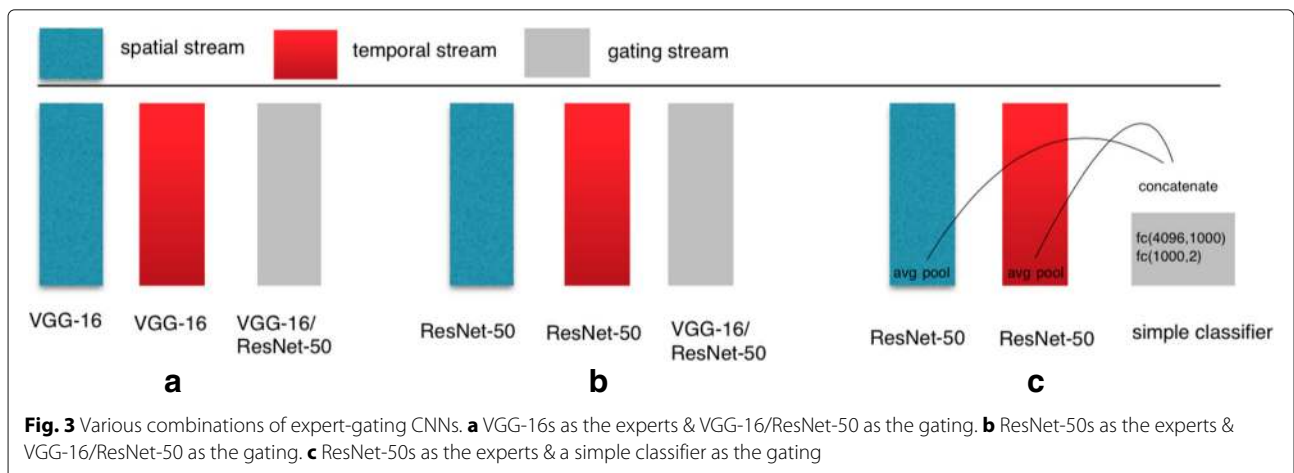 spatial stream
temporal stream
gating stream
VGG-16
VGG-16
VGG-16/
ResNet-50
a
ResNet-50
ResNet-50
VGG-16/
ResNet-50
b
avg pool
avg pool
concatenate
fc(4096,1000)
fc(1000,2)
ResNet-50
ResNet-50
simple classifier
c
Fig. 3 Various combinations of expert-gating CNNs. a VGG-16s as the experts & VGG-16/ResNet-50 as the gating. b ResNet-50s as the experts &
VGG-16/ResNet-50 as the gating. c ResNet-50s as the experts & a simple classifier as the gating